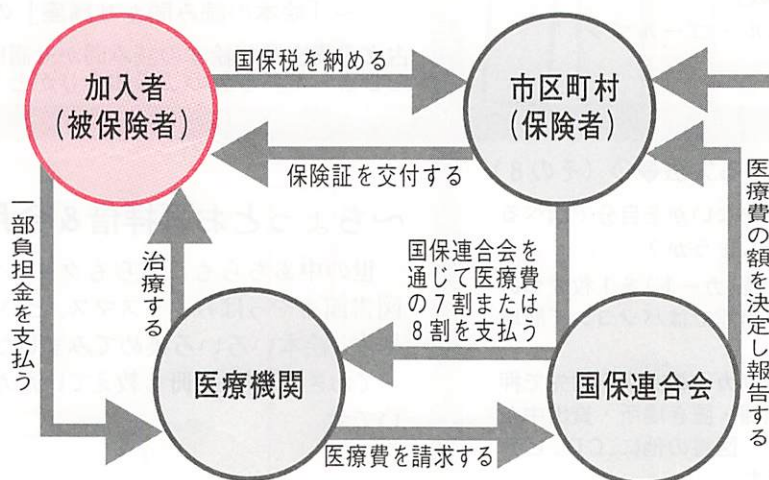 加入者
(被保険者)
国保税を納める
市区町村
(保険者)
保険証を交付する
一部負担金を支払う
治療する
国保連合会を
通じて医療費
の7割または
8割を支払う
医療費の額を決定し報告する
医療機関
国保連合会
医療費を請求する